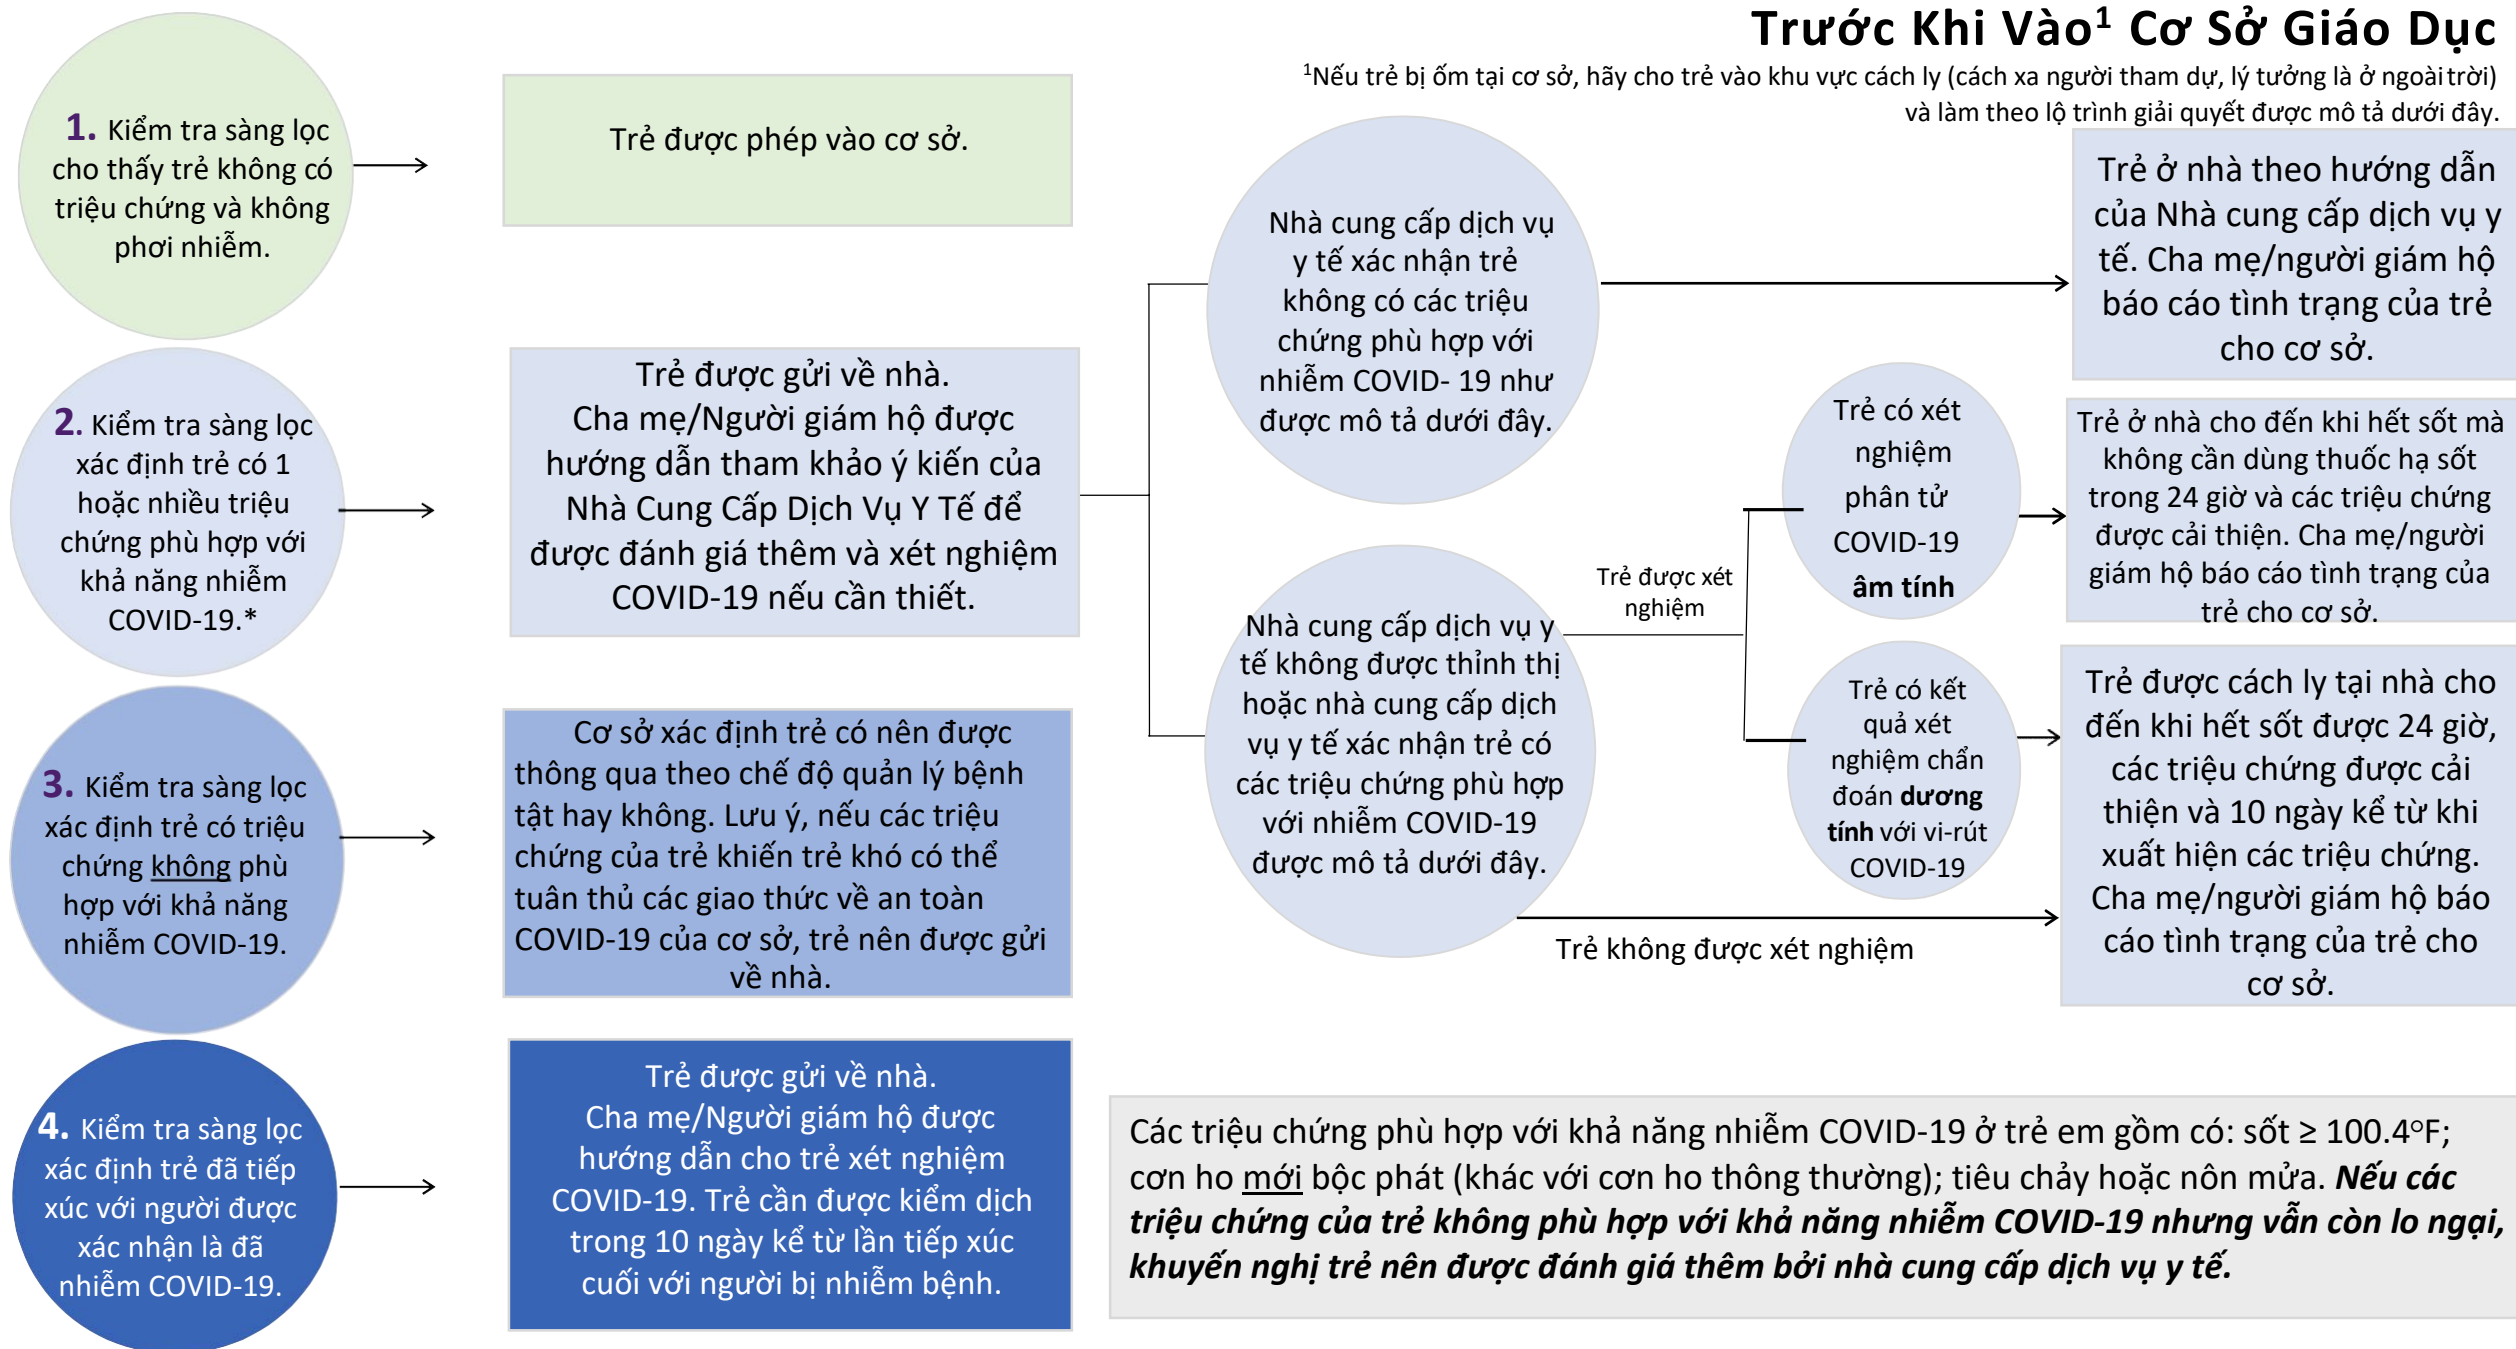 Trước Khi Vào¹ Cơ Sở Giáo Dục
¹Nếu trẻ bị ốm tại cơ sở, hãy cho trẻ vào khu vực cách ly (cách xa người tham dự, lý tưởng là ở ngoài trời)
và làm theo lộ trình giải quyết được mô tả dưới đây.
1. Kiểm tra sàng lọc
cho thấy trẻ không có
triệu chứng và không
phơi nhiễm.
Trẻ được phép vào cơ sở.
2. Kiểm tra sàng lọc
xác định trẻ có 1
hoặc nhiều triệu
chứng phù hợp với
khả năng nhiễm
COVID-19.*
Trẻ được gửi về nhà.
Cha mẹ/Người giám hộ được
hướng dẫn tham khảo ý kiến của
Nhà Cung Cấp Dịch Vụ Y Tế để
được đánh giá thêm và xét nghiệm
COVID-19 nếu cần thiết.
Nhà cung cấp dịch vụ
y tế xác nhận trẻ
không có các triệu
chứng phù hợp với
nhiễm COVID- 19 như
được mô tả dưới đây.
Trẻ ở nhà theo hướng dẫn
của Nhà cung cấp dịch vụ y
tế. Cha mẹ/người giám hộ
báo cáo tình trạng của trẻ
cho cơ sở.
Nhà cung cấp dịch vụ y
tế không được thỉnh thị
hoặc nhà cung cấp dịch
vụ y tế xác nhận trẻ có
các triệu chứng phù hợp
với nhiễm COVID-19
được mô tả dưới đây.
Trẻ được xét
nghiệm
Trẻ có xét
nghiệm
phân tử
COVID-19
âm tính
Trẻ ở nhà cho đến khi hết sốt mà
không cần dùng thuốc hạ sốt
trong 24 giờ và các triệu chứng
được cải thiện. Cha mẹ/người
giám hộ báo cáo tình trạng của
trẻ cho cơ sở.
Trẻ có kết
quả xét
nghiệm chẩn
đoán dương
tính với vi-rút
COVID-19
Trẻ được cách ly tại nhà cho
đến khi hết sốt được 24 giờ,
các triệu chứng được cải
thiện và 10 ngày kể từ khi
xuất hiện các triệu chứng.
Cha mẹ/người giám hộ báo
cáo tình trạng của trẻ cho
cơ sở.
Trẻ không được xét nghiệm
3. Kiểm tra sàng lọc
xác định trẻ có triệu
chứng không phù
hợp với khả năng
nhiễm COVID-19.
Cơ sở xác định trẻ có nên được
thông qua theo chế độ quản lý bệnh
tật hay không. Lưu ý, nếu các triệu
chứng của trẻ khiến trẻ khó có thể
tuân thủ các giao thức về an toàn
COVID-19 của cơ sở, trẻ nên được gửi
về nhà.
4. Kiểm tra sàng lọc
xác định trẻ đã tiếp
xúc với người được
xác nhận là đã
nhiễm COVID-19.
Trẻ được gửi về nhà.
Cha mẹ/Người giám hộ được
hướng dẫn cho trẻ xét nghiệm
COVID-19. Trẻ cần được kiểm dịch
trong 10 ngày kể từ lần tiếp xúc
cuối với người bị nhiễm bệnh.
Các triệu chứng phù hợp với khả năng nhiễm COVID-19 ở trẻ em gồm có: sốt ≥ 100.4°F;
cơn ho mới bộc phát (khác với cơn ho thông thường); tiêu chảy hoặc nôn mửa. Nếu các
triệu chứng của trẻ không phù hợp với khả năng nhiễm COVID-19 nhưng vẫn còn lo ngại,
khuyến nghị trẻ nên được đánh giá thêm bởi nhà cung cấp dịch vụ y tế.